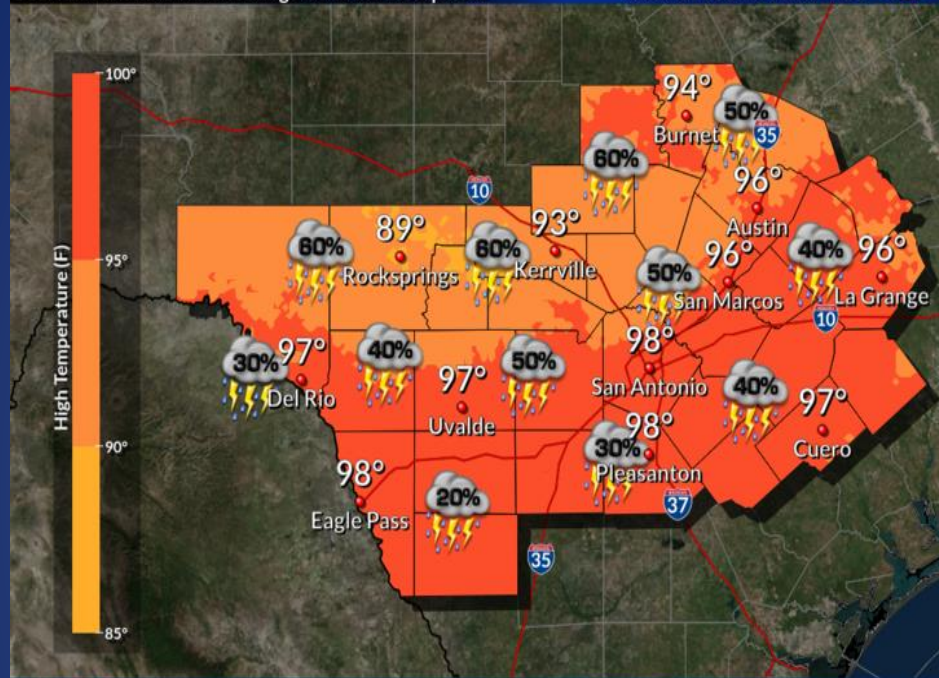 High Temperature (F)
100°
95°
90°
85°
94°
Burnet
50%
35
60%
96°
Austin
10
89°
Rocksprings
60%
60%
93°
Kerrville
50%
96°
San Marcos
40%
96°
La Grange
10
30%
97°
Del Rio
40%
97°
Uvalde
50%
98°
San Antonio
40%
97°
Cuero
98°
Eagle Pass
20%
30%
98°
Pleasanton
37
35